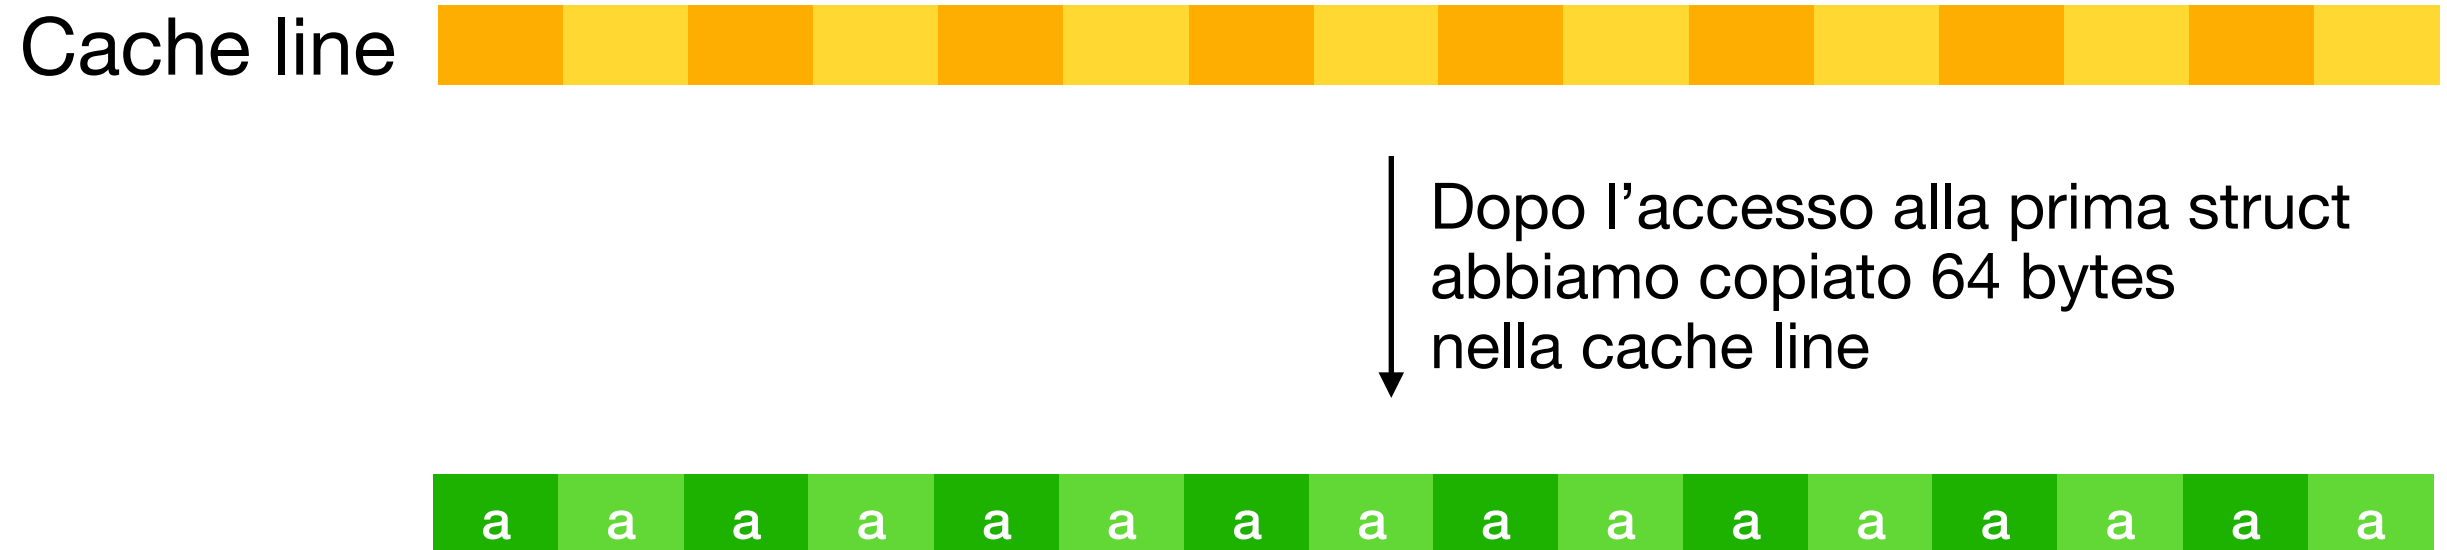 Cache line
Dopo l’accesso alla prima struct
abbiamo copiato 64 bytes
nella cache line
a a a a a a a a a a a a a a a a